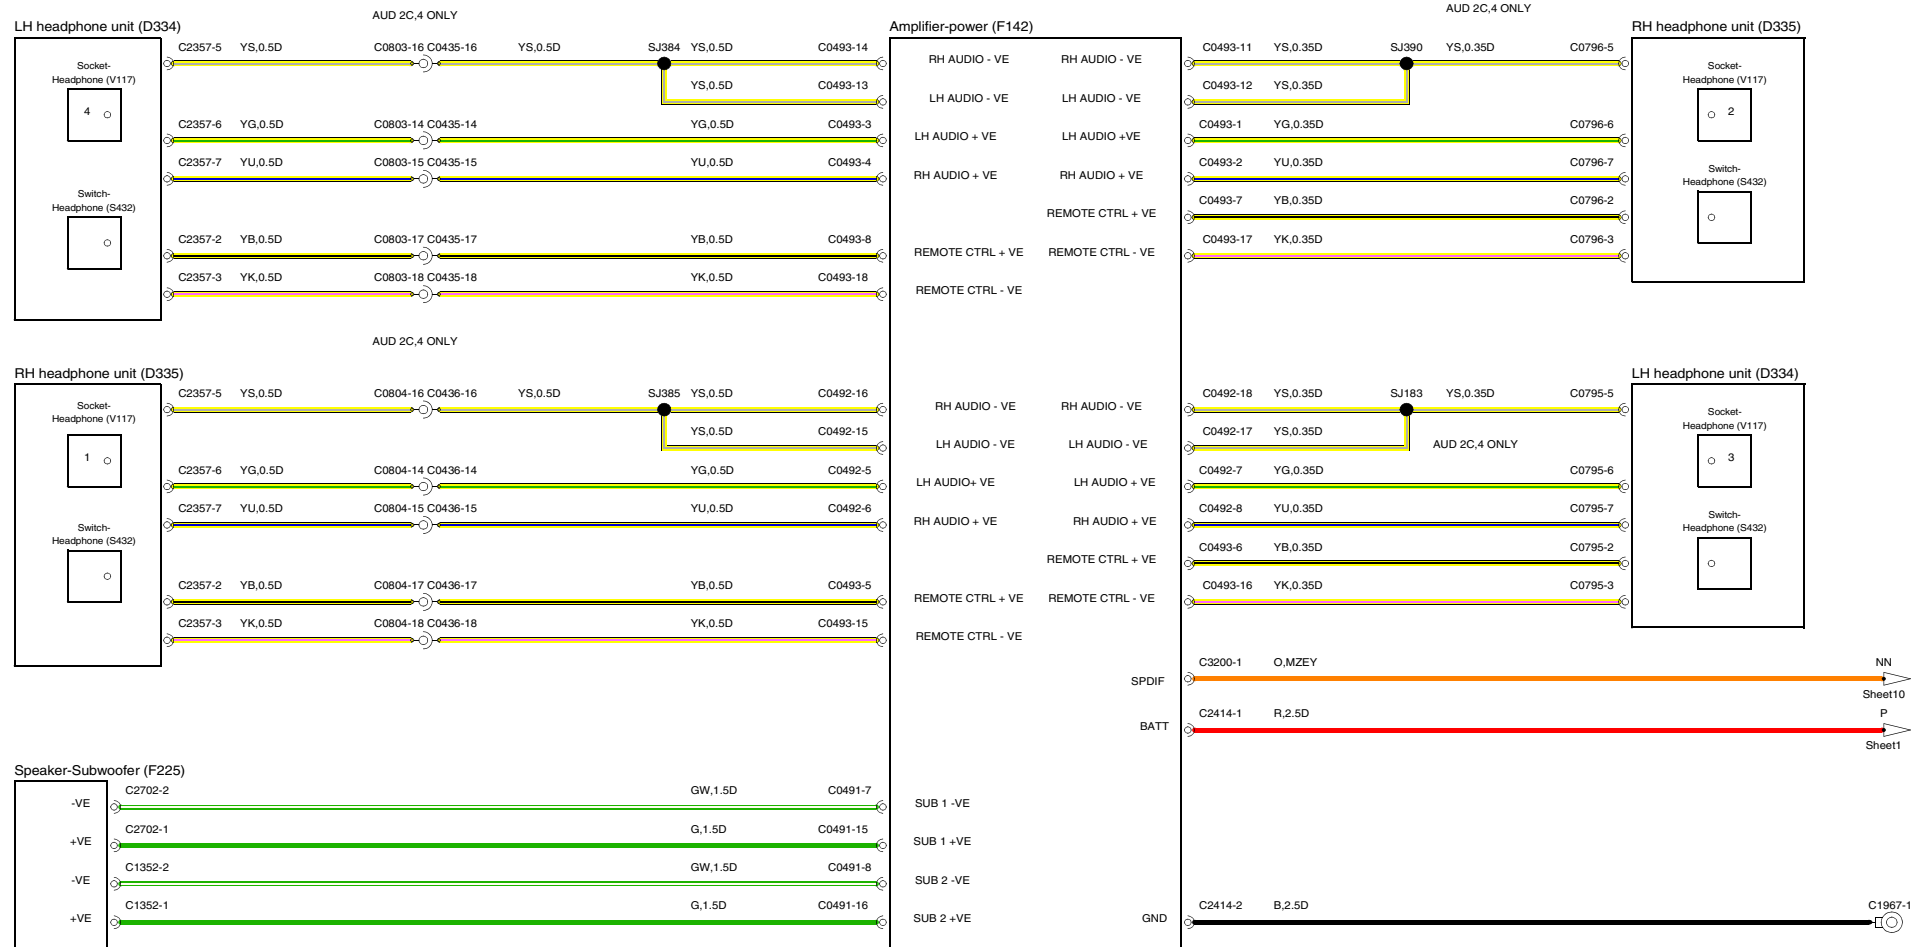 AUD 2C,4 ONLY
AUD 2C,4 ONLY
LH headphone unit (D334)
Amplifier-power (F142)
RH headphone unit (D335)
C2357-5 YS,0.5D C0803-16 C0435-16 YS,0.5D SJ384 YS,0.5D C0493-14
RH AUDIO - VE RH AUDIO - VE
C0493-11 YS,0.35D SJ390 YS,0.35D C0796-5
Socket-
Headphone (V117)
4
YS,0.5D C0493-13
LH AUDIO - VE LH AUDIO - VE
C0493-12 YS,0.35D
Socket-
Headphone (V117)
2
C2357-6 YG,0.5D C0803-14 C0435-14 YG,0.5D C0493-3
LH AUDIO + VE LH AUDIO +VE
C0493-1 YG,0.35D C0796-6
C2357-7 YU,0.5D C0803-15 C0435-15 YU,0.5D C0493-4
RH AUDIO + VE RH AUDIO + VE
C0493-2 YU,0.35D C0796-7
Switch-
Headphone (S432)
Switch-
Headphone (S432)
REMOTE CTRL + VE
C0493-7 YB,0.35D C0796-2
C2357-2 YB,0.5D C0803-17 C0435-17 YB,0.5D C0493-8
REMOTE CTRL + VE REMOTE CTRL - VE
C0493-17 YK,0.35D C0796-3
C2357-3 YK,0.5D C0803-18 C0435-18 YK,0.5D C0493-18
REMOTE CTRL - VE
AUD 2C,4 ONLY
RH headphone unit (D335)
LH headphone unit (D334)
C2357-5 YS,0.5D C0804-16 C0436-16 YS,0.5D SJ385 YS,0.5D C0492-16
RH AUDIO - VE RH AUDIO - VE
C0492-18 YS,0.35D SJ183 YS,0.35D C0795-5
Socket-
Headphone (V117)
1
YS,0.5D C0492-15
LH AUDIO - VE LH AUDIO - VE
C0492-17 YS,0.35D AUD 2C,4 ONLY
Socket-
Headphone (V117)
3
C2357-6 YG,0.5D C0804-14 C0436-14 YG,0.5D C0492-5
LH AUDIO+ VE LH AUDIO + VE
C0492-7 YG,0.35D C0795-6
C2357-7 YU,0.5D C0804-15 C0436-15 YU,0.5D C0492-6
RH AUDIO + VE RH AUDIO + VE
C0492-8 YU,0.35D C0795-7
Switch-
Headphone (S432)
Switch-
Headphone (S432)
REMOTE CTRL + VE
C0493-6 YB,0.35D C0795-2
C2357-2 YB,0.5D C0804-17 C0436-17 YB,0.5D C0493-5
REMOTE CTRL + VE REMOTE CTRL - VE
C0493-16 YK,0.35D C0795-3
C2357-3 YK,0.5D C0804-18 C0436-18 YK,0.5D C0493-15
REMOTE CTRL - VE
SPDIF C3200-1 O,MZEY NN
Sheet10
BATT C2414-1 R,2.5D P
Sheet1
Speaker-Subwoofer (F225)
-VE C2702-2 GW,1.5D C0491-7 SUB 1 -VE
+VE C2702-1 G,1.5D C0491-15 SUB 1 +VE
-VE C1352-2 GW,1.5D C0491-8 SUB 2 -VE
+VE C1352-1 G,1.5D C0491-16 SUB 2 +VE
GND C2414-2 B,2.5D C1967-1